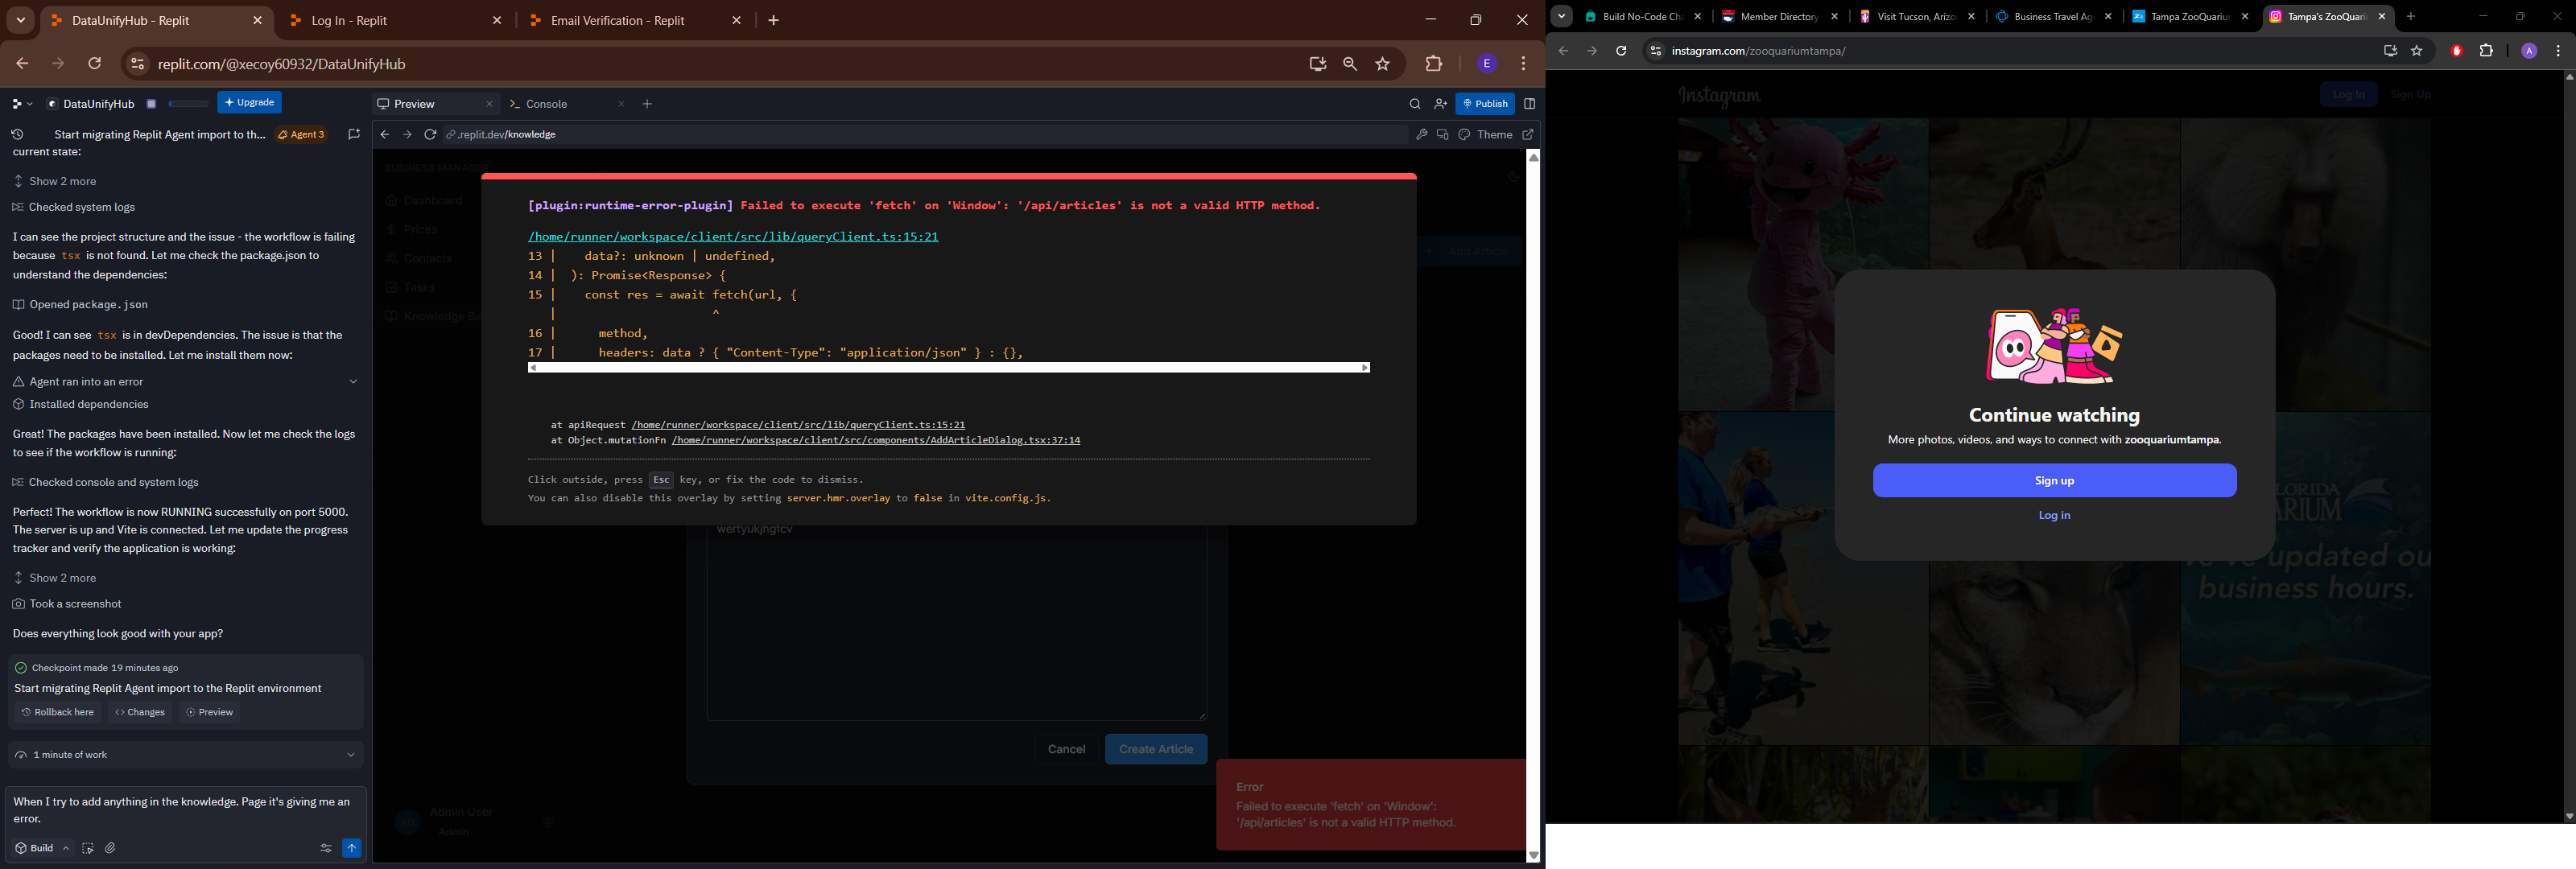 DataUnifyHub - Replit
Log In - Replit
Email Verification - Replit
replit.com/@xecoy60932/DataUnifyHub
E
DataUnifyHub
Upgrade
Start migrating Replit Agent import to th...
Agent 3
current state:
Show 2 more
Checked system logs
I can see the project structure and the issue - the workflow is failing
because tsx is not found. Let me check the package.json to
understand the dependencies:
Opened package.json
Good! I can see tsx is in devDependencies. The issue is that the
packages need to be installed. Let me install them now:
Agent ran into an error
Installed dependencies
Great! The packages have been installed. Now let me check the logs
to see if the workflow is running:
Checked console and system logs
Perfect! The workflow is now RUNNING successfully on port 5000.
The server is up and Vite is connected. Let me update the progress
tracker and verify the application is working:
Show 2 more
Took a screenshot
Does everything look good with your app?
Checkpoint made 19 minutes ago
Start migrating Replit Agent import to the Replit environment
Rollback here
Changes
Preview
1 minute of work
When I try to add anything in the knowledge. Page it's giving me an
error.
Build
Preview
Console
Publish
.replit.dev/knowledge
Theme
BUSINESS MANAGER
Dashboard
Prices
Contacts
Tasks
Knowledge Ba
Add Article
[plugin:runtime-error-plugin] Failed to execute 'fetch' on 'Window': '/api/articles' is not a valid HTTP method.
/home/runner/workspace/client/src/lib/queryClient.ts:15:21
13 |    data?: unknown | undefined,
14 |  ): Promise<Response> {
15 |    const res = await fetch(url, {
   |                      ^
16 |      method,
17 |      headers: data ? { "Content-Type": "application/json" } : {},
at apiRequest /home/runner/workspace/client/src/lib/queryClient.ts:15:21
at Object.mutationFn /home/runner/workspace/client/src/components/AddArticleDialog.tsx:37:14
Click outside, press Esc key, or fix the code to dismiss.
You can also disable this overlay by setting server.hmr.overlay to false in vite.config.js.
wertyukjhgfcv
Cancel
Create Article
Error
Failed to execute 'fetch' on 'Window':
'/api/articles' is not a valid HTTP method.
Admin User
Admin
Build No-Code Ch
Member Directory
Visit Tucson, Arizo
Business Travel Ag
Tampa ZooQuariu
Tampa's ZooQuari
instagram.com/zooquariumtampa/
A
Instagram
Log In
Sign Up
Continue watching
More photos, videos, and ways to connect with zooquariumtampa.
Sign up
Log in
LORIDA
ARIUM
we've updated ou
business hours.